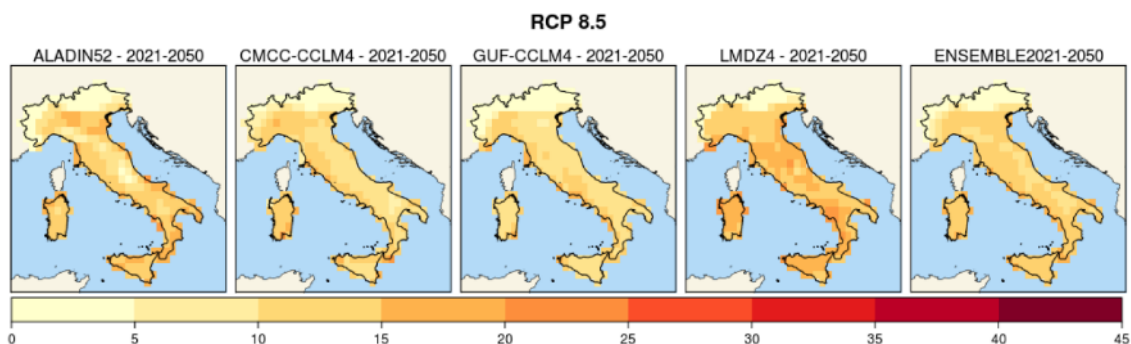 RCP 8.5
ALADIN52 - 2021-2050
CMCC-CCLM4 - 2021-2050
GUF-CCLM4 - 2021-2050
LMDZ4 - 2021-2050
ENSEMBLE2021-2050
0 5 10 15 20 25 30 35 40 45